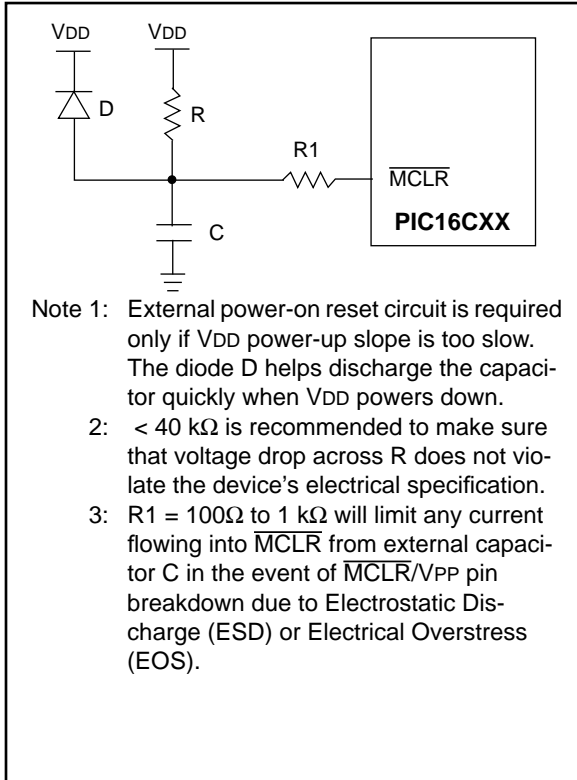 VDD VDD
D
R
R1
MCLR
PIC16CXX
C
Note 1: External power-on reset circuit is required
only if VDD power-up slope is too slow.
The diode D helps discharge the capaci-
tor quickly when VDD powers down.
2: < 40 kΩ is recommended to make sure
that voltage drop across R does not vio-
late the device's electrical specification.
3: R1 = 100Ω to 1 kΩ will limit any current
flowing into MCLR from external capaci-
tor C in the event of MCLR/VPP pin
breakdown due to Electrostatic Dis-
charge (ESD) or Electrical Overstress
(EOS).